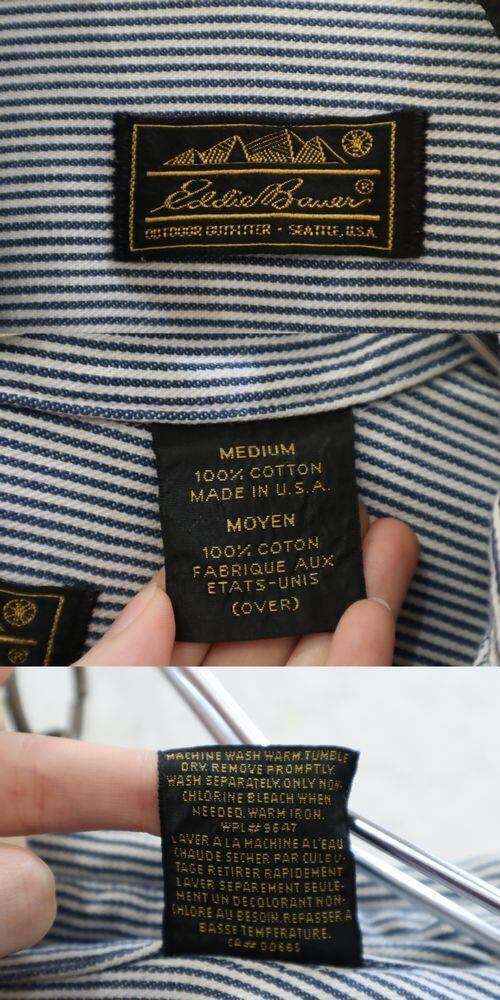 Eddie Bauer®
OUTDOOR OUTFITTER • SEATTLE, U.S.A.
MEDIUM
100% COTTON
MADE IN U.S.A.
MOYEN
100% COTON
FABRIQUE AUX
ETATS-UNIS
(OVER)
®
MACHINE WASH WARM. TUMBLE
DRY. REMOVE PROMPTLY.
WASH SEPARATELY. ONLY NON-
CHLORINE BLEACH WHEN
NEEDED. WARM IRON.
WPL# 9647
LAVER A LA MACHINE A L'EAU
CHAUDE SECHER PAR CULBU-
TAGE RETIRER RAPIDEMENT
LAVER SEPAREMENT SEULE-
MENT UN DECOLORANT NON-
CHLORE AU BESOIN. REPASSER A
BASSE TEMPERATURE.
CA# 00665